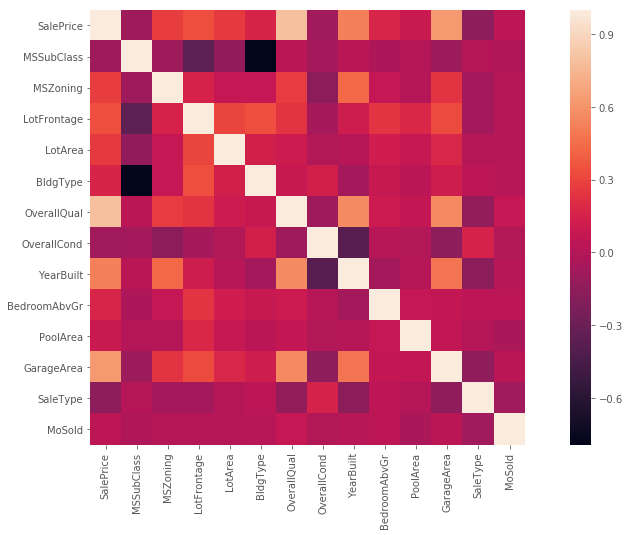 SalePrice
MSSubClass
MSZoning
LotFrontage
LotArea
BldgType
OverallQual
OverallCond
YearBuilt
BedroomAbvGr
PoolArea
GarageArea
SaleType
MoSold
SalePrice
MSSubClass
MSZoning
LotFrontage
LotArea
BldgType
OverallQual
OverallCond
YearBuilt
BedroomAbvGr
PoolArea
GarageArea
SaleType
MoSold
0.9
0.6
0.3
0.0
−0.3
−0.6